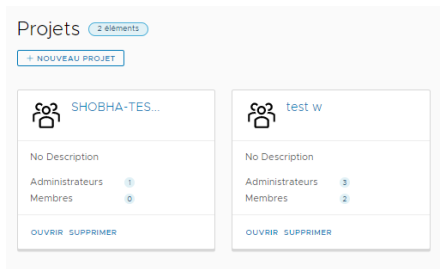 Projets 2 éléments
+ NOUVEAU PROJET
SHOBHA-TES...
No Description
Administrateurs 1
Membres 0
OUVRIR SUPPRIMER
test w
No Description
Administrateurs 3
Membres 2
OUVRIR SUPPRIMER